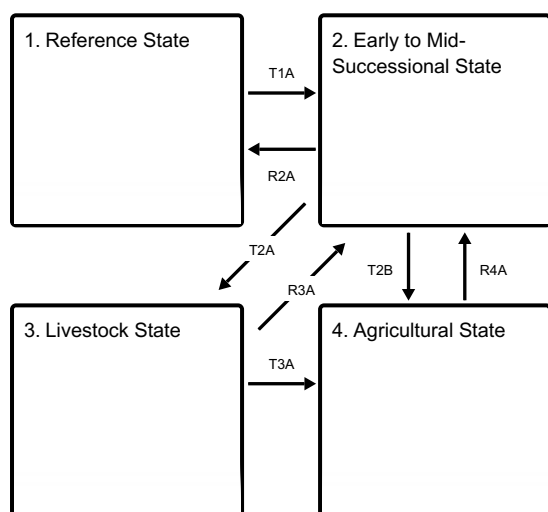 1. Reference State
2. Early to Mid-
Successional State
T1A
R2A
T2A
R3A
T2B
R4A
3. Livestock State
4. Agricultural State
T3A